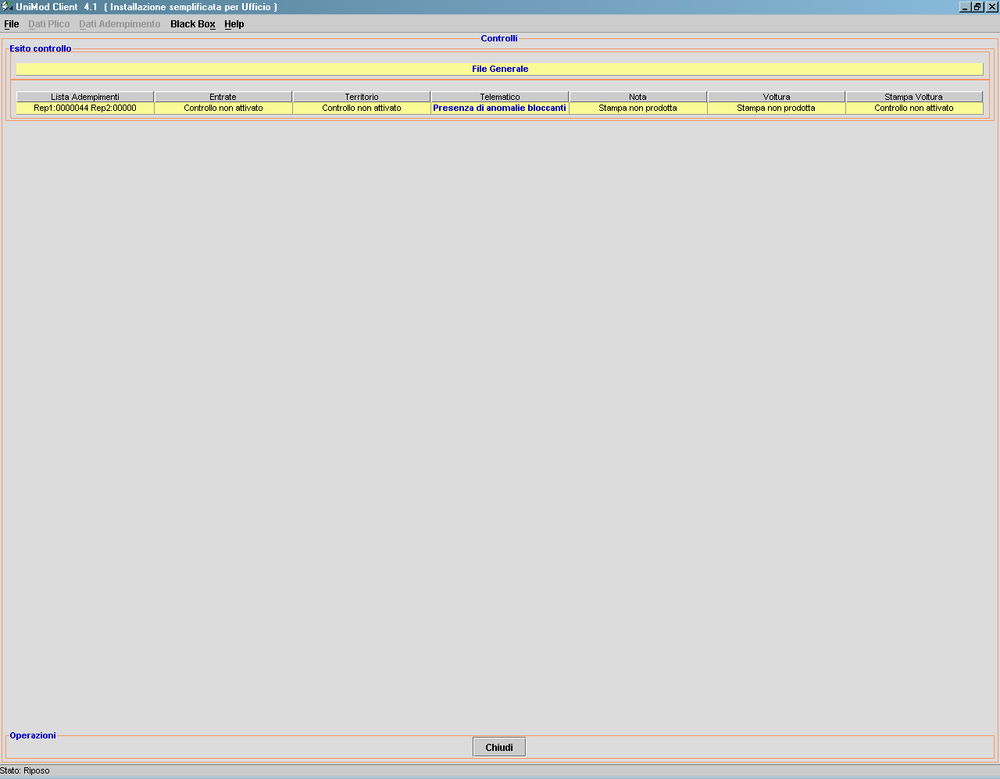 UniMod Client 4.1 ( Installazione semplificata per Ufficio )
File Dati Plico Dati Adempimento Black Box Help
Controlli
Esito controllo
File Generale
Lista Adempimenti Entrate Territorio Telematico Nota Voltura Stampa Voltura
Rep1:0000044 Rep2:00000 Controllo non attivato Controllo non attivato Presenza di anomalie bloccanti Stampa non prodotta Stampa non prodotta Controllo non attivato
Operazioni
Chiudi
Stato: Riposo